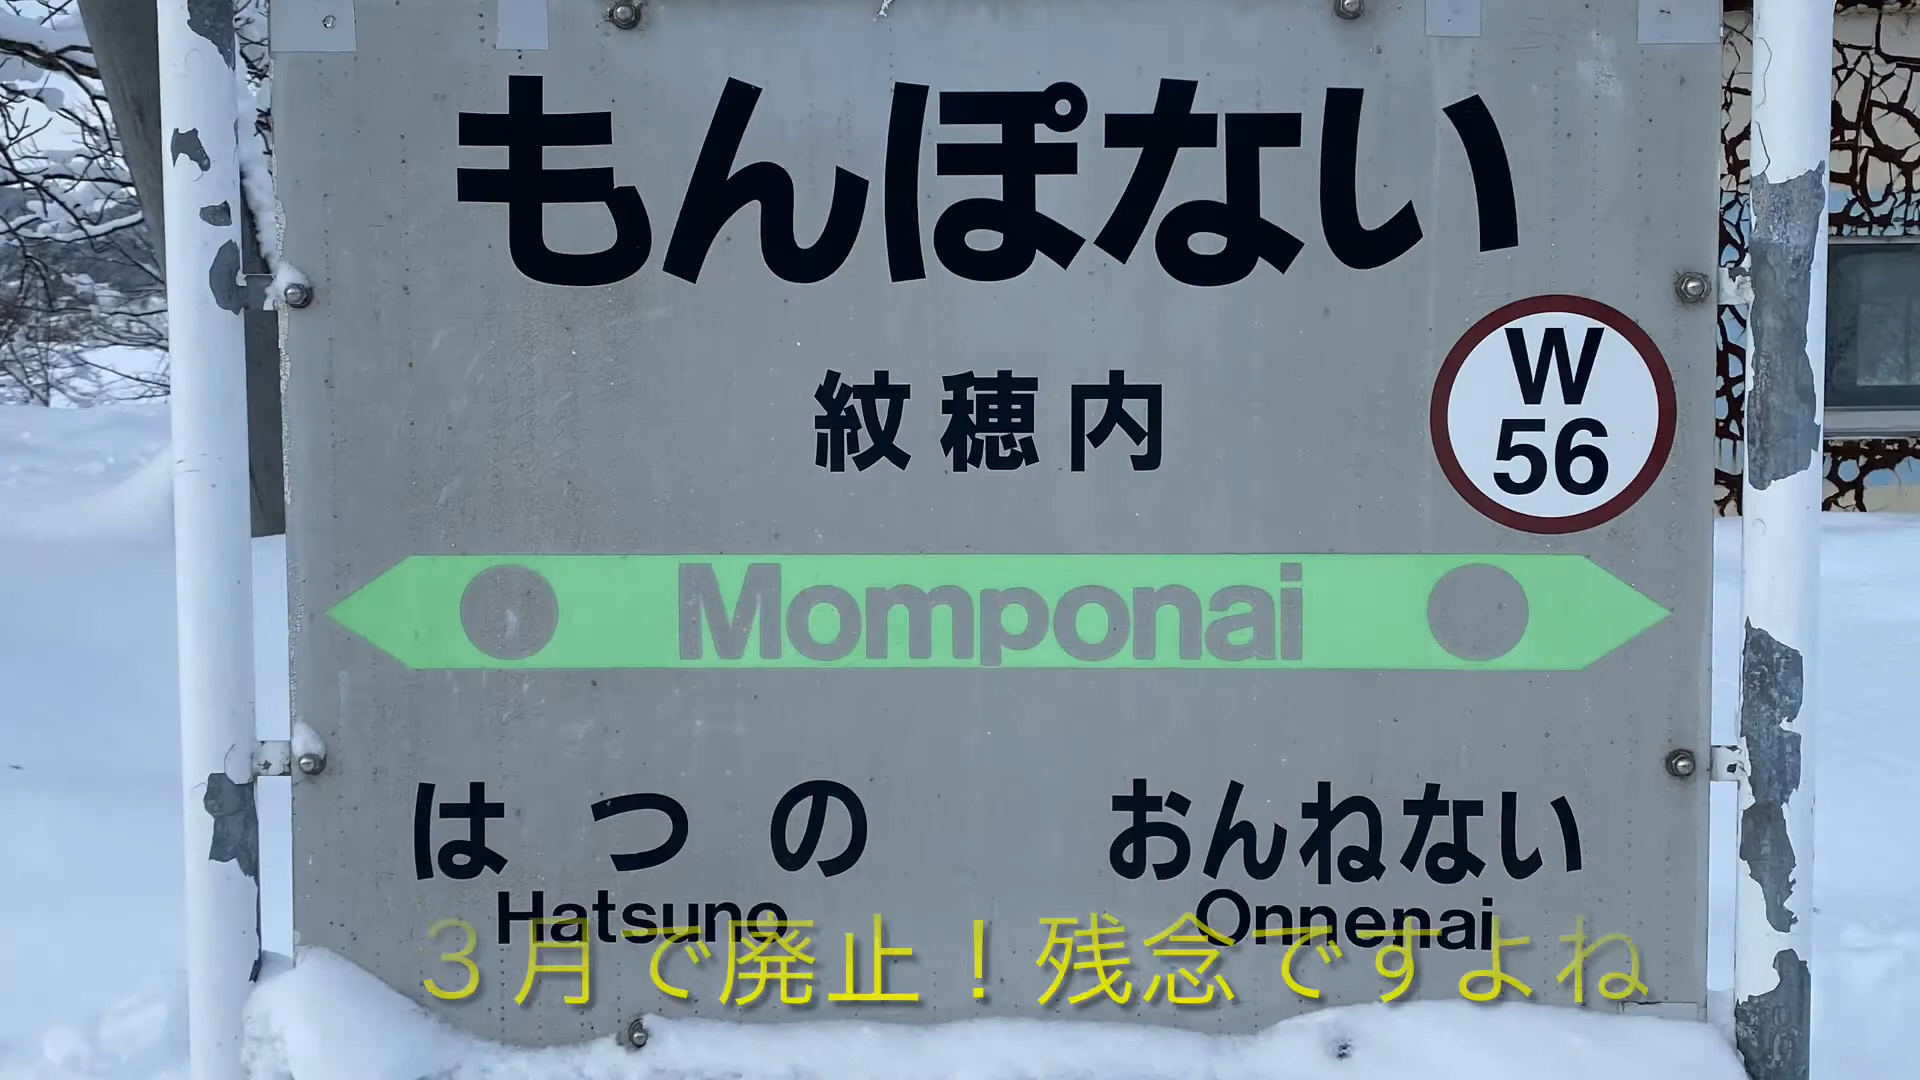 もんぽない
紋穂内
W
56
Momponai
はつの
おんねない
Hatsuno
Onnenai
３月で廃止！残念ですよね